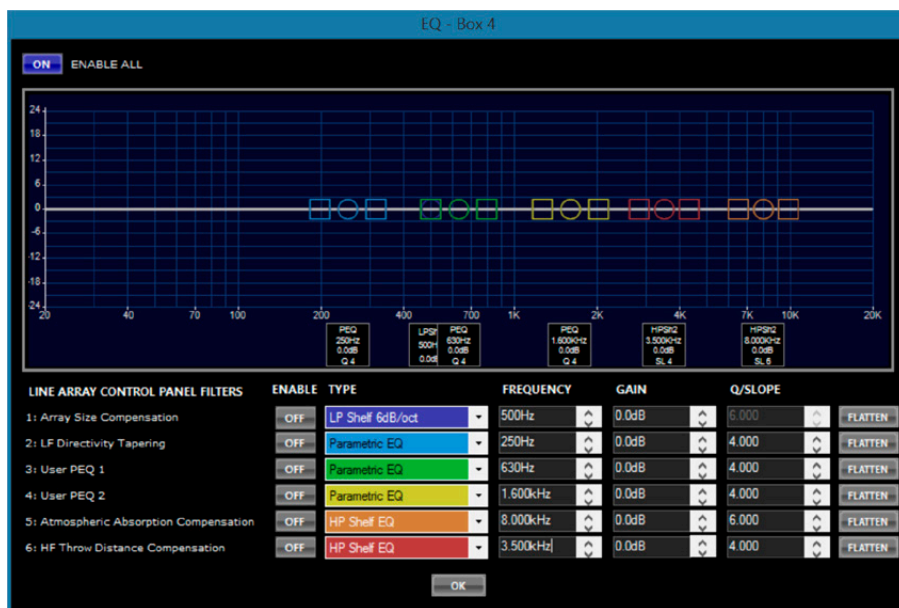 EQ - Box 4
ON ENABLE ALL
24
18
12
6
0
-6
-12
-18
-24
20 40 70 100 200 400 700 1K 2K 4K 7K 10K 20K
PEQ LPSH PEQ PEQ HPSh2 HPSh2
250Hz 500H 630Hz 1.600KHz 3.500KHz 8.000KHz
0.0dB 0.0dB 0.0dB 0.0dB 0.0dB
Q 4 0.0dB Q 4 Q 4 SL 4 SL 6
LINE ARRAY CONTROL PANEL FILTERS ENABLE TYPE FREQUENCY GAIN Q/SLOPE
1: Array Size Compensation OFF LP Shelf 6dB/oct 500Hz 0.0dB 6.000 FLATTEN
2: LF Directivity Tapering OFF Parametric EQ 250Hz 0.0dB 4.000 FLATTEN
3: User PEQ 1 OFF Parametric EQ 630Hz 0.0dB 4.000 FLATTEN
4: User PEQ 2 OFF Parametric EQ 1.600kHz 0.0dB 4.000 FLATTEN
5: Atmospheric Absorption Compensation OFF HP Shelf EQ 8.000kHz 0.0dB 6.000 FLATTEN
6: HF Throw Distance Compensation OFF HP Shelf EQ 3.500kHz 0.0dB 4.000 FLATTEN
OK